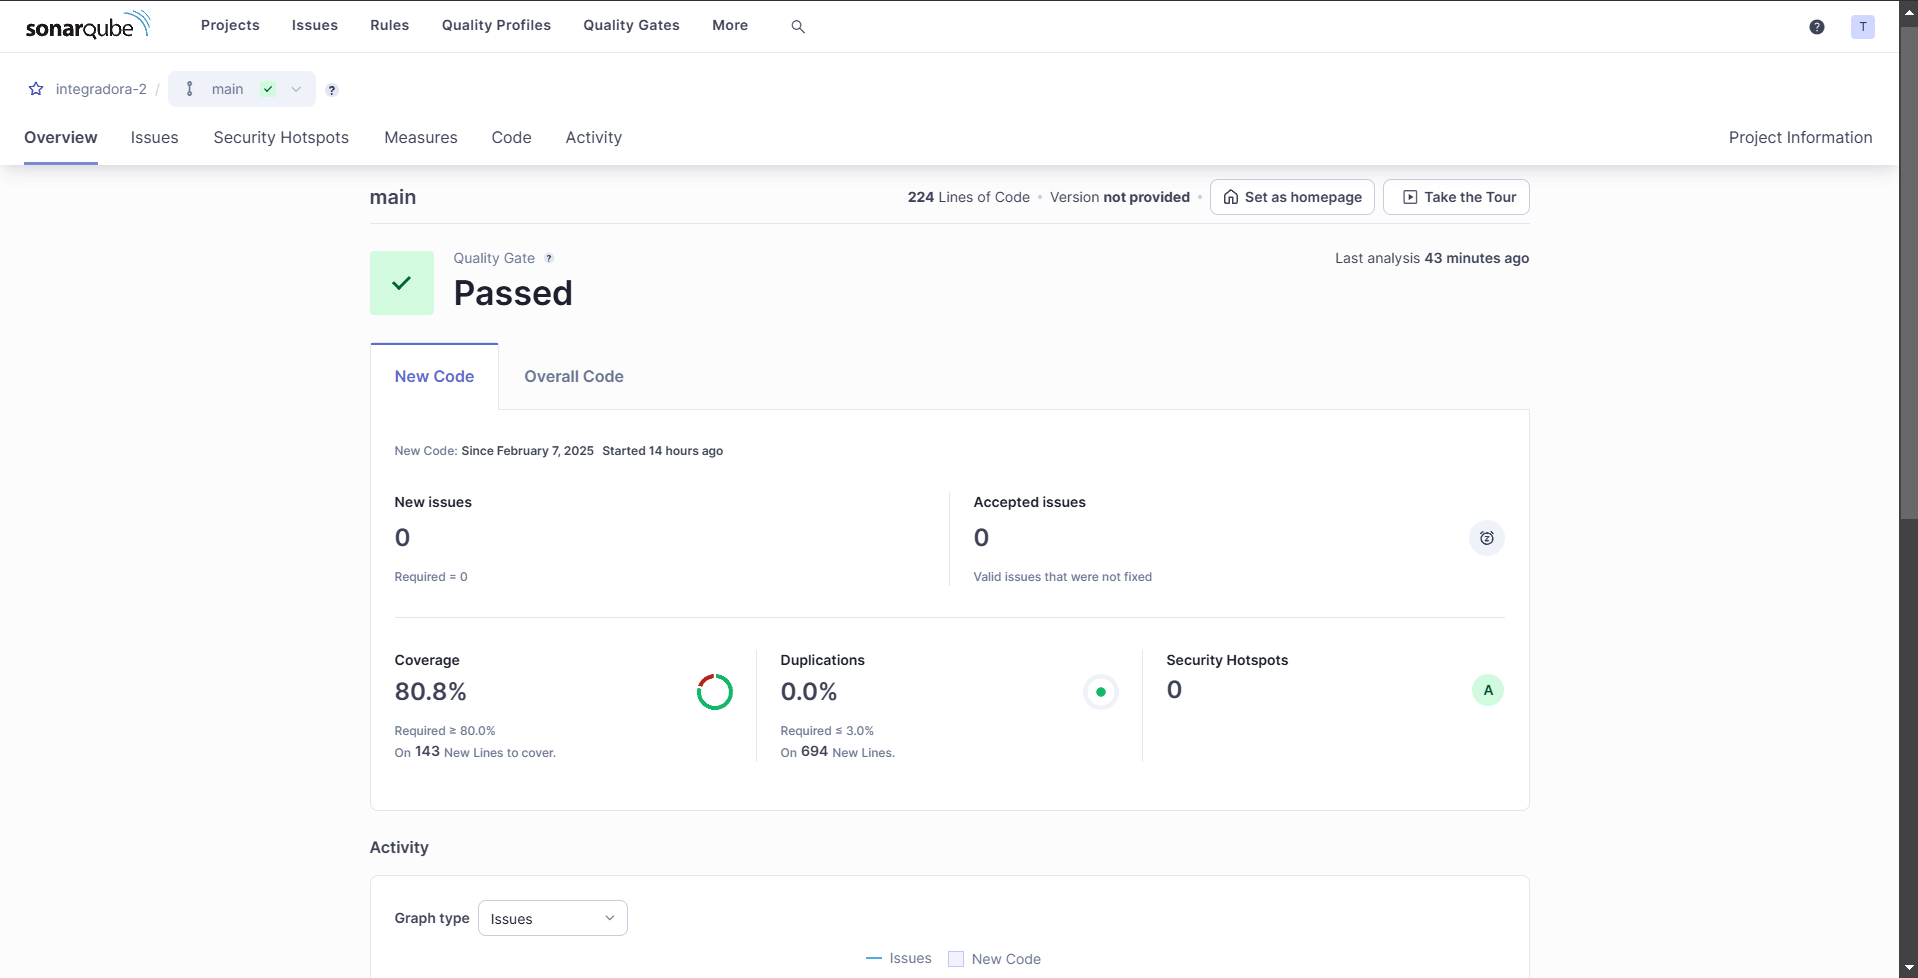 sonarqube Projects Issues Rules Quality Profiles Quality Gates More ? T
integradora-2 / main ?
Overview Issues Security Hotspots Measures Code Activity Project Information
main 224 Lines of Code • Version not provided • Set as homepage Take the Tour
Quality Gate ? Last analysis 43 minutes ago
Passed
New Code Overall Code
New Code: Since February 7, 2025 Started 14 hours ago
New issues Accepted issues
0 0
Required = 0 Valid issues that were not fixed
Coverage Duplications Security Hotspots
80.8% 0.0% 0 A
Required ≥ 80.0% Required ≤ 3.0%
On 143 New Lines to cover. On 694 New Lines.
Activity
Graph type Issues
Issues New Code